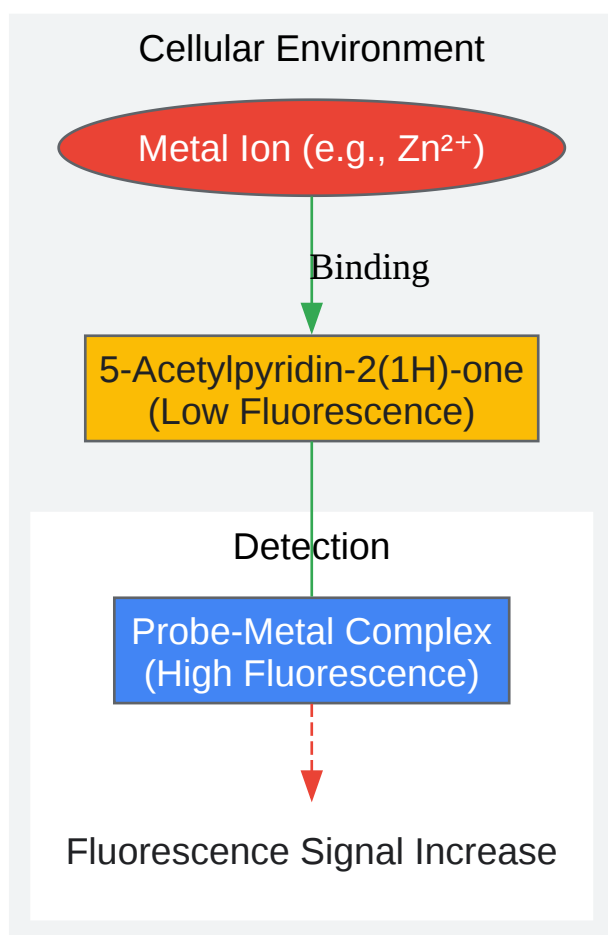 Cellular Environment
Metal Ion (e.g., Zn²⁺)
Binding
5-Acetylpyridin-2(1H)-one
(Low Fluorescence)
Detection
Probe-Metal Complex
(High Fluorescence)
Fluorescence Signal Increase